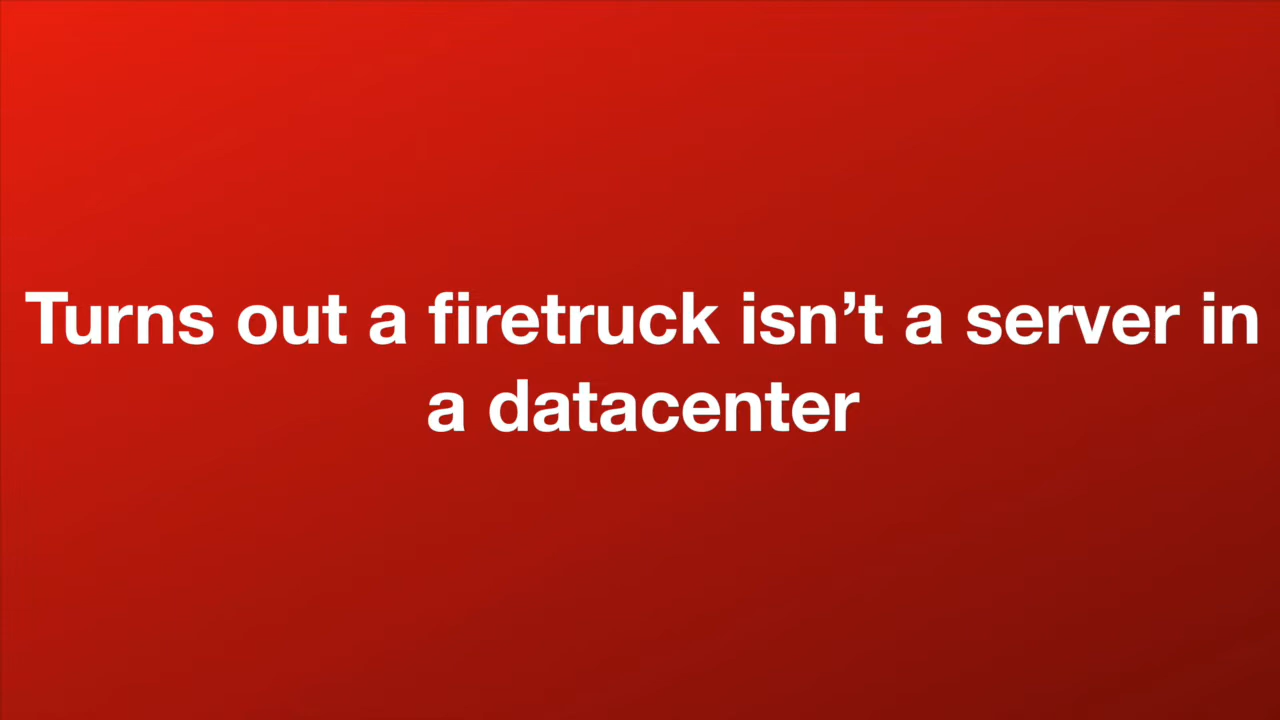 Turns out a firetruck isn’t a server in
a datacenter